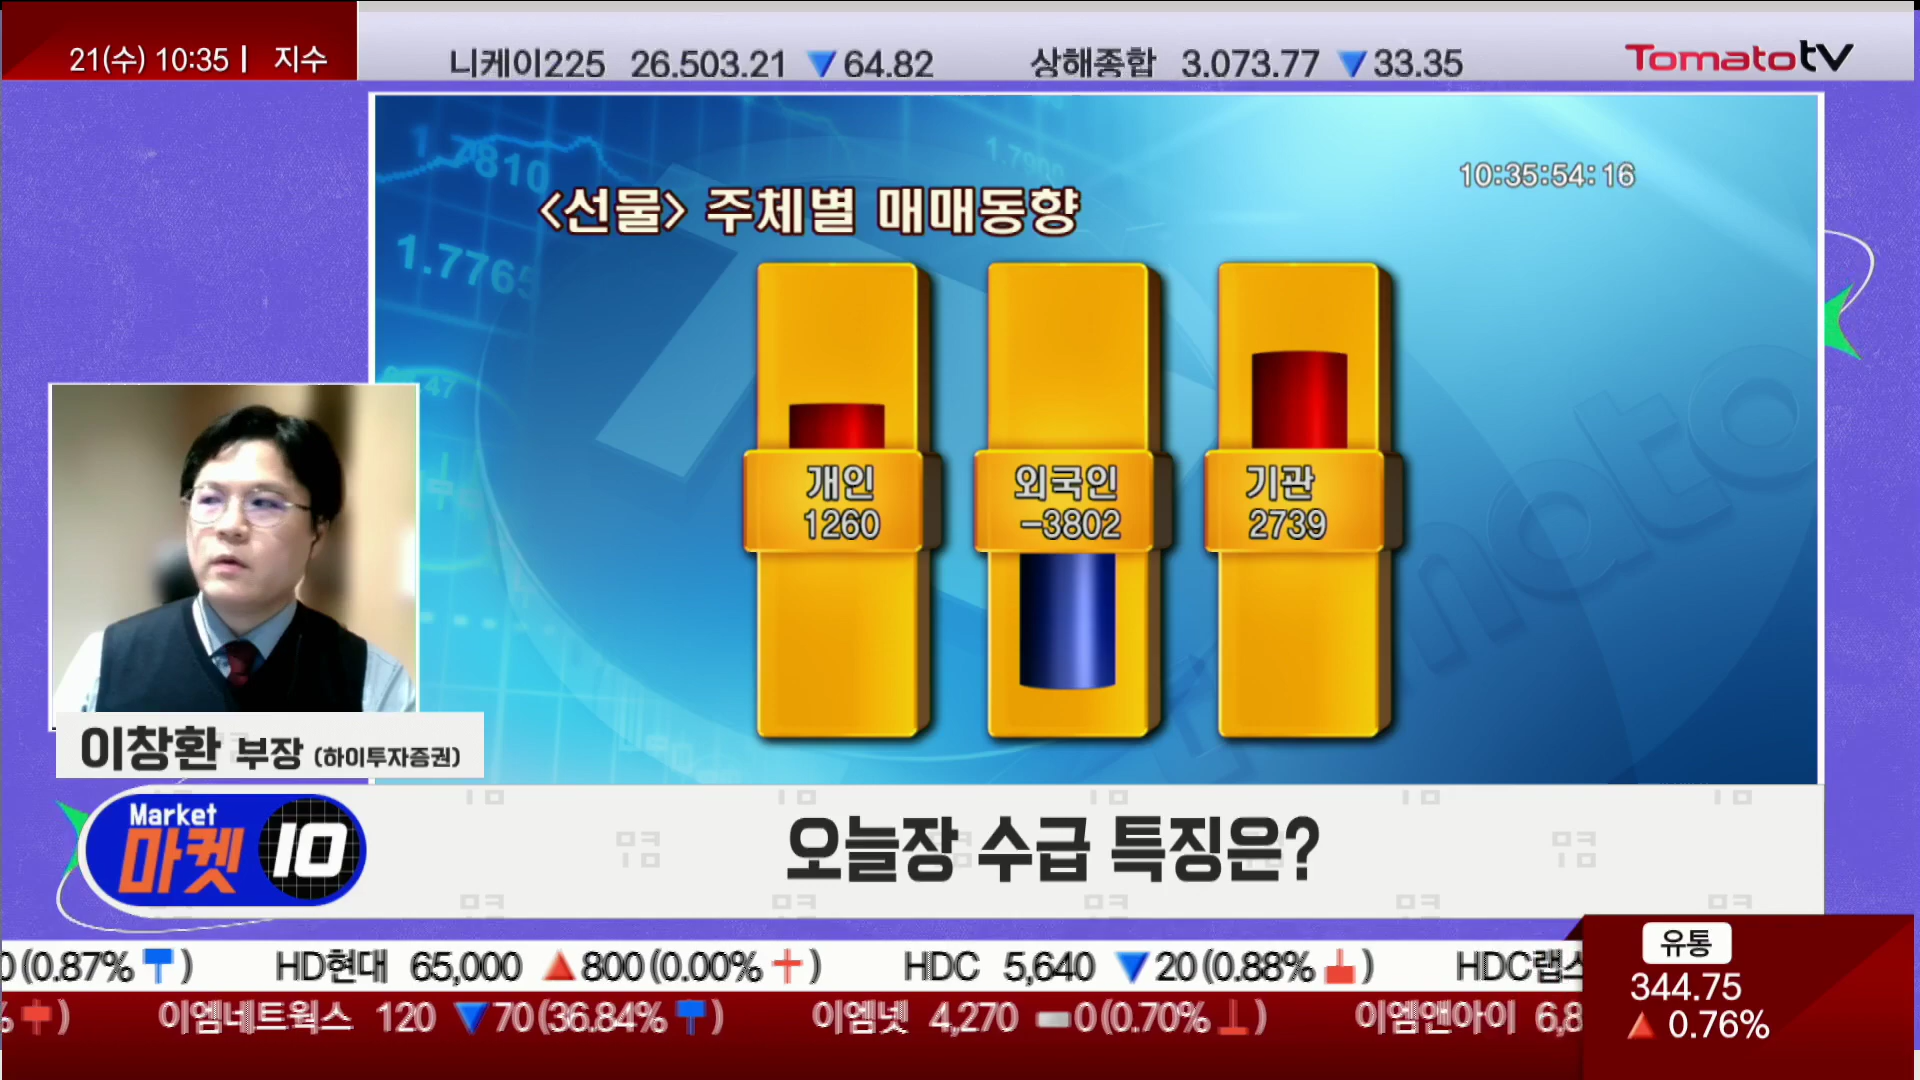 21(수) 10:35 | 지수
니케이225 26,503.21 ▼64.82 상해종합 3,073.77 ▼33.35
Tomatotv
1.7810
1.7900
10:35:54:16
<선물> 주체별 매매동향
1.7765
개인 외국인 기관
1260 -3802 2739
이창환 부장 (하이투자증권)
Market
마켓 10
오늘장 수급 특징은?
0(0.87%) HD현대 65,000 ▲800(0.00%) HDC 5,640 ▼20(0.88%) HDC랩스
유통
344.75
▲ 0.76%
%) 이엠네트웍스 120 ▼70(36.84%) 이엠넷 4,270 0(0.70%) 이엠앤아이 6,8